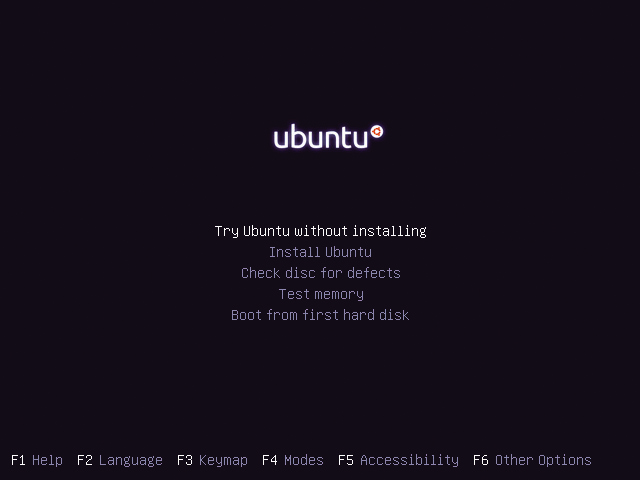 ubuntu
Try Ubuntu without installing
Install Ubuntu
Check disc for defects
Test memory
Boot from first hard disk
F1 Help F2 Language F3 Keymap F4 Modes F5 Accessibility F6 Other Options